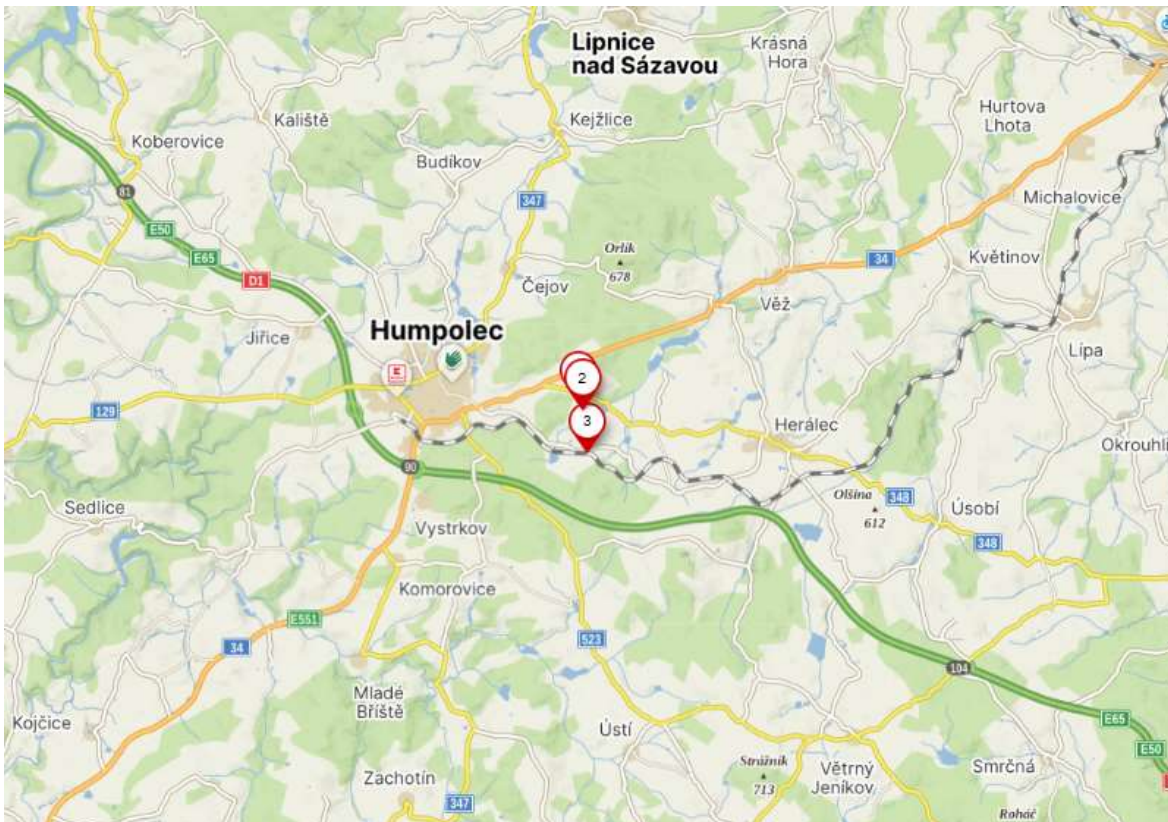 Lipnice
nad Sázavou
Krásná
Hora
Kaliště
Kejžlice
Hurtova
Lhota
Koberovice
Budíkov
81
347
Michalovice
E50
Orlík
678
E65
34
Květinov
D1
Čejov
Věž
Humpolec
Jiřice
Lípa
K
2
129
3
Herálec
Okrouhli
90
Olšina
612
348
Sedlice
Úsobí
Vystrkov
348
Komorovice
E551
523
34
104
Mladé
Bříště
Kojčice
Ústí
E65
E50
Strážník
713
Větrný
Jeníkov
Smrčná
Zachotín
347
Roháč